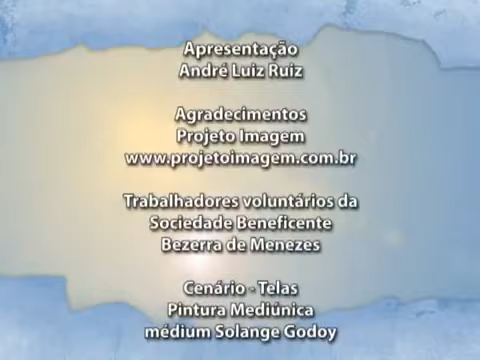 Apresentação
André Luiz Ruiz
Agradecimentos
Projeto Imagem
www.projetoimagem.com.br
Trabalhadores voluntários da
Sociedade Beneficente
Bezerra de Menezes
Cenário - Telas
Pintura Mediúnica
médium Solange Godoy